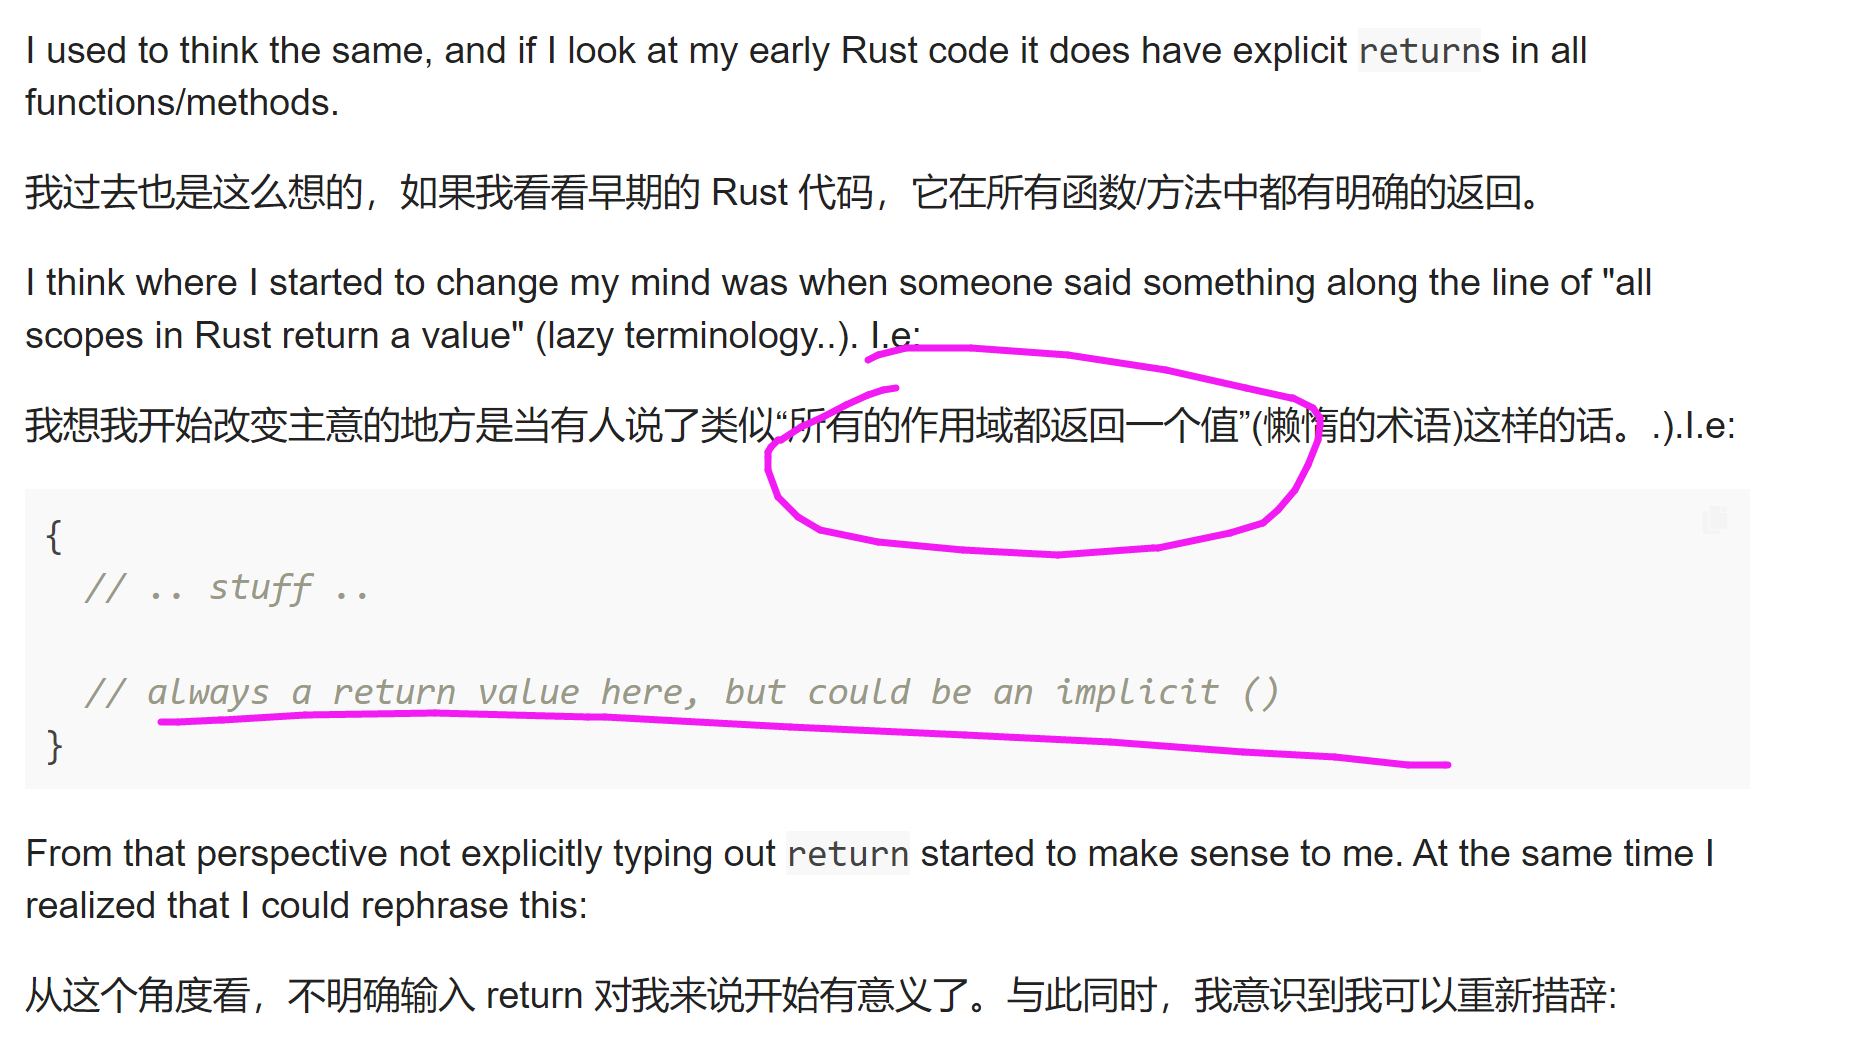 I used to think the same, and if I look at my early Rust code it does have explicit returns in all
functions/methods.
我过去也是这么想的，如果我看看早期的 Rust 代码，它在所有函数/方法中都有明确的返回。
I think where I started to change my mind was when someone said something along the line of "all
scopes in Rust return a value" (lazy terminology..). I.e:
我想我开始改变主意的地方是当有人说了类似“所有的作用域都返回一个值”(懒惰的术语)这样的话。.).I.e:
{
// .. stuff ..
// always a return value here, but could be an implicit ()
}
From that perspective not explicitly typing out return started to make sense to me. At the same time I
realized that I could rephrase this:
从这个角度看，不明确输入 return 对我来说开始有意义了。与此同时，我意识到我可以重新措辞: